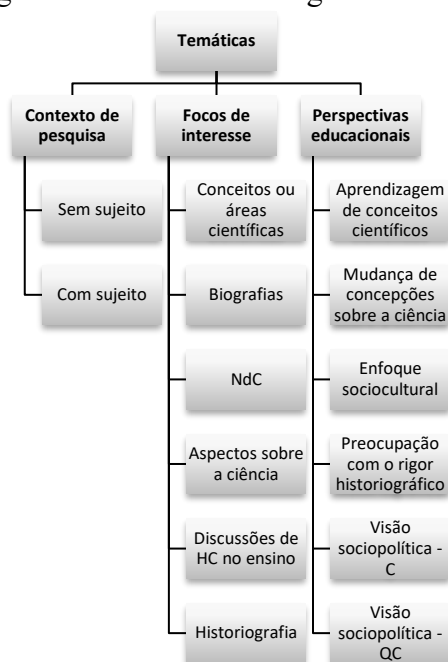 Temáticas
Contexto de
pesquisa
Sem sujeito
Com sujeito
Focos de
interesse
Conceitos ou
áreas
científicas
Biografias
NdC
Aspectos sobre
a ciência
Discussões de
HC no ensino
Historiografia
Perspectivas
educacionais
Aprendizagem
de conceitos
científicos
Mudança de
concepções
sobre a ciência
Enfoque
sociocultural
Preocupação
com o rigor
historiográfico
Visão
sociopolítica -
C
Visão
sociopolítica -
QC